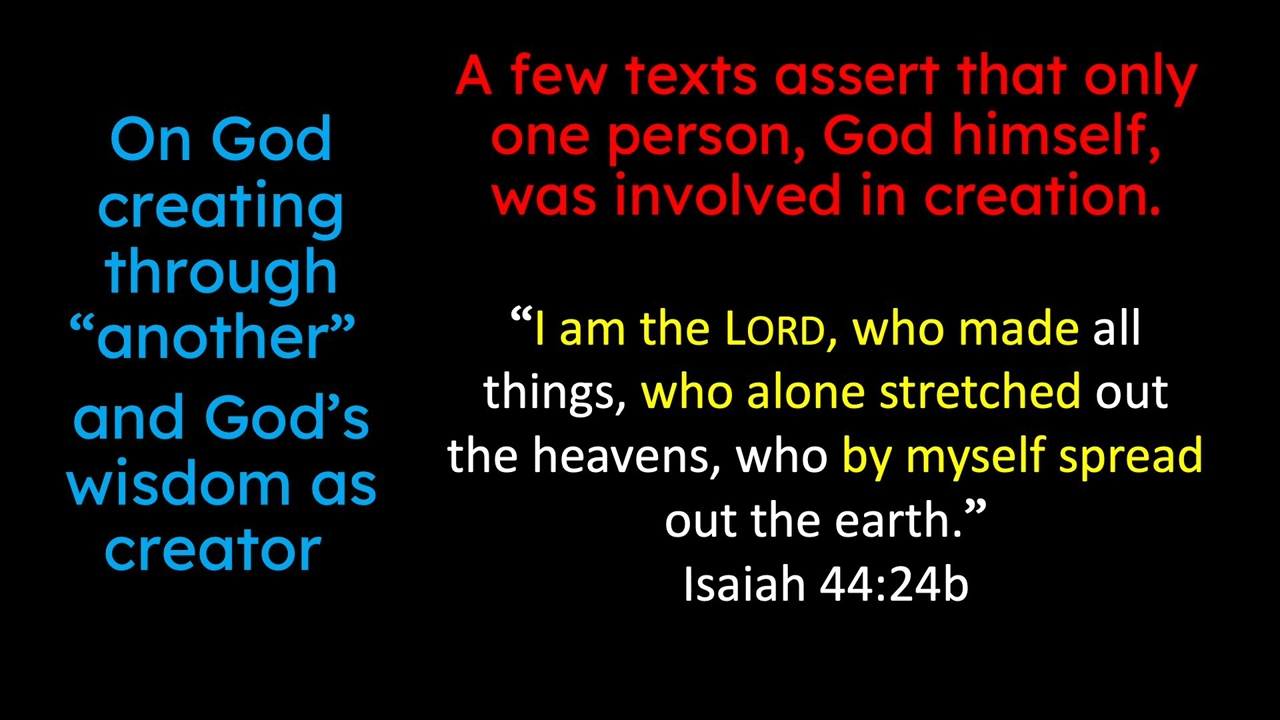 On God
creating
through
“another”
and God’s
wisdom as
creator
A few texts assert that only
one person, God himself,
was involved in creation.
“I am the LORD, who made all
things, who alone stretched out
the heavens, who by myself spread
out the earth.”
Isaiah 44:24b